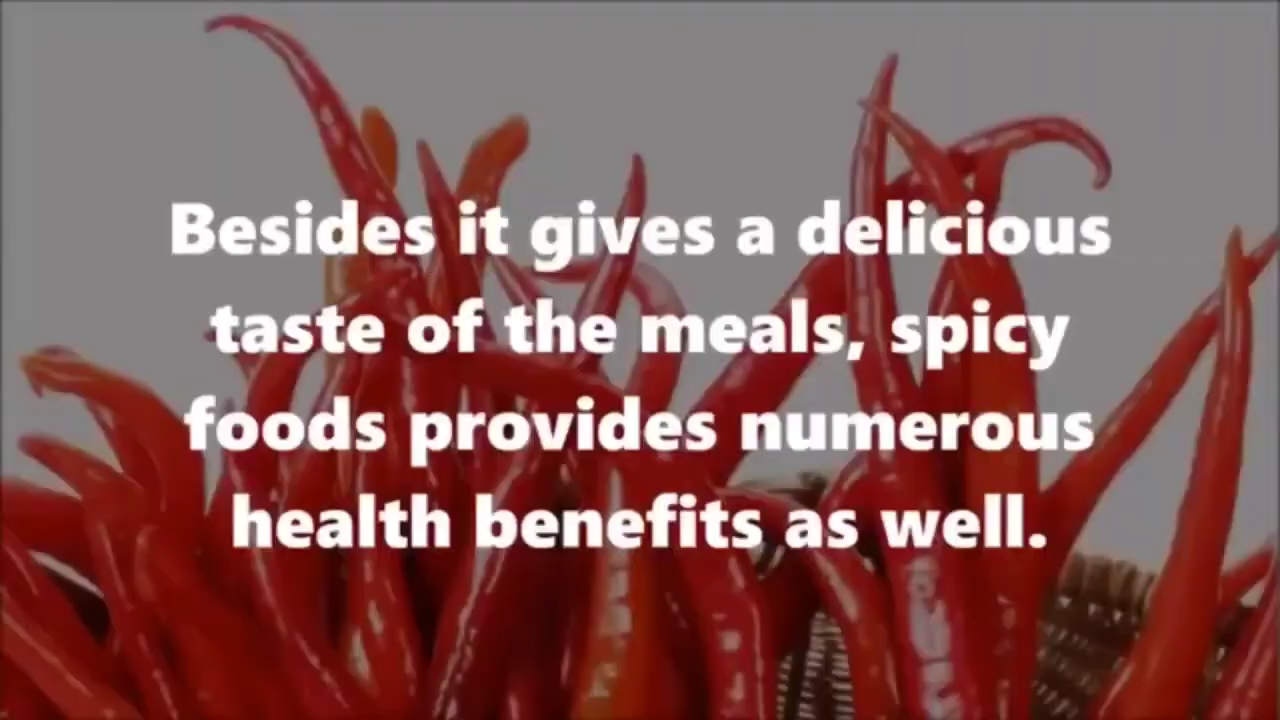 Besides it gives a delicious
taste of the meals, spicy
foods provides numerous
health benefits as well.